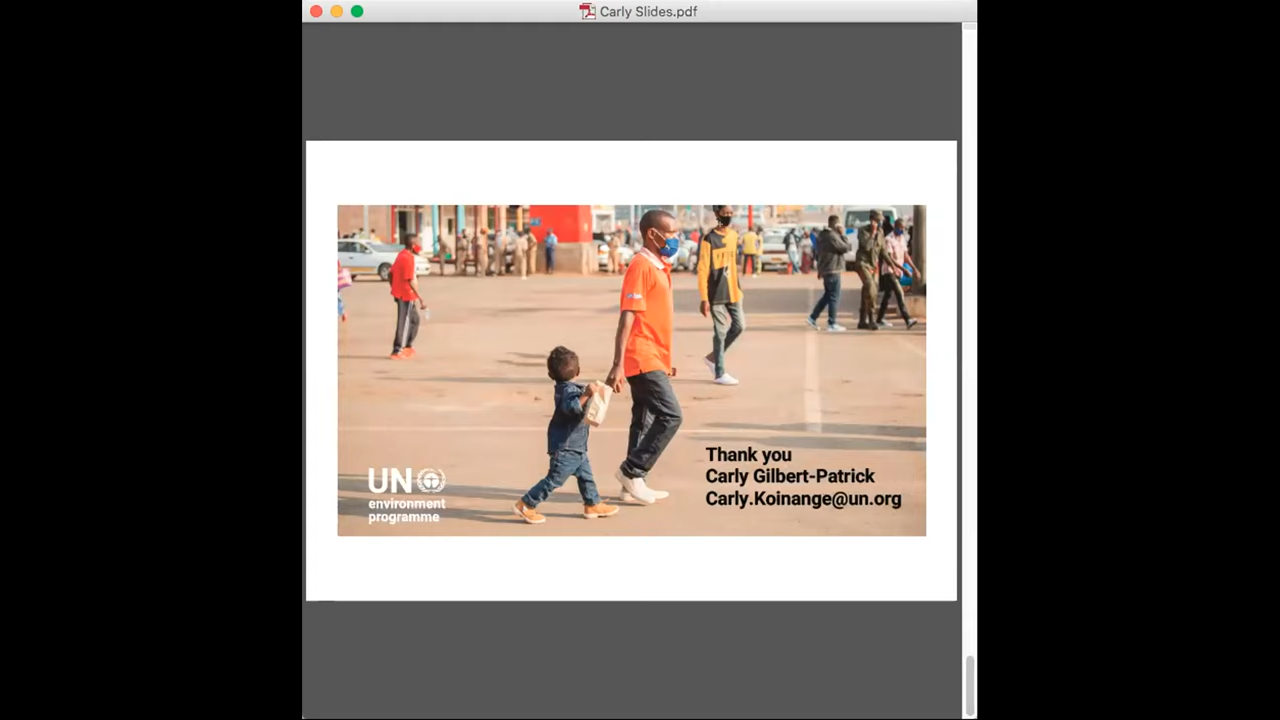 Carly Slides.pdf
Thank you
Carly Gilbert-Patrick
Carly.Koinange@un.org
UN
environment
programme